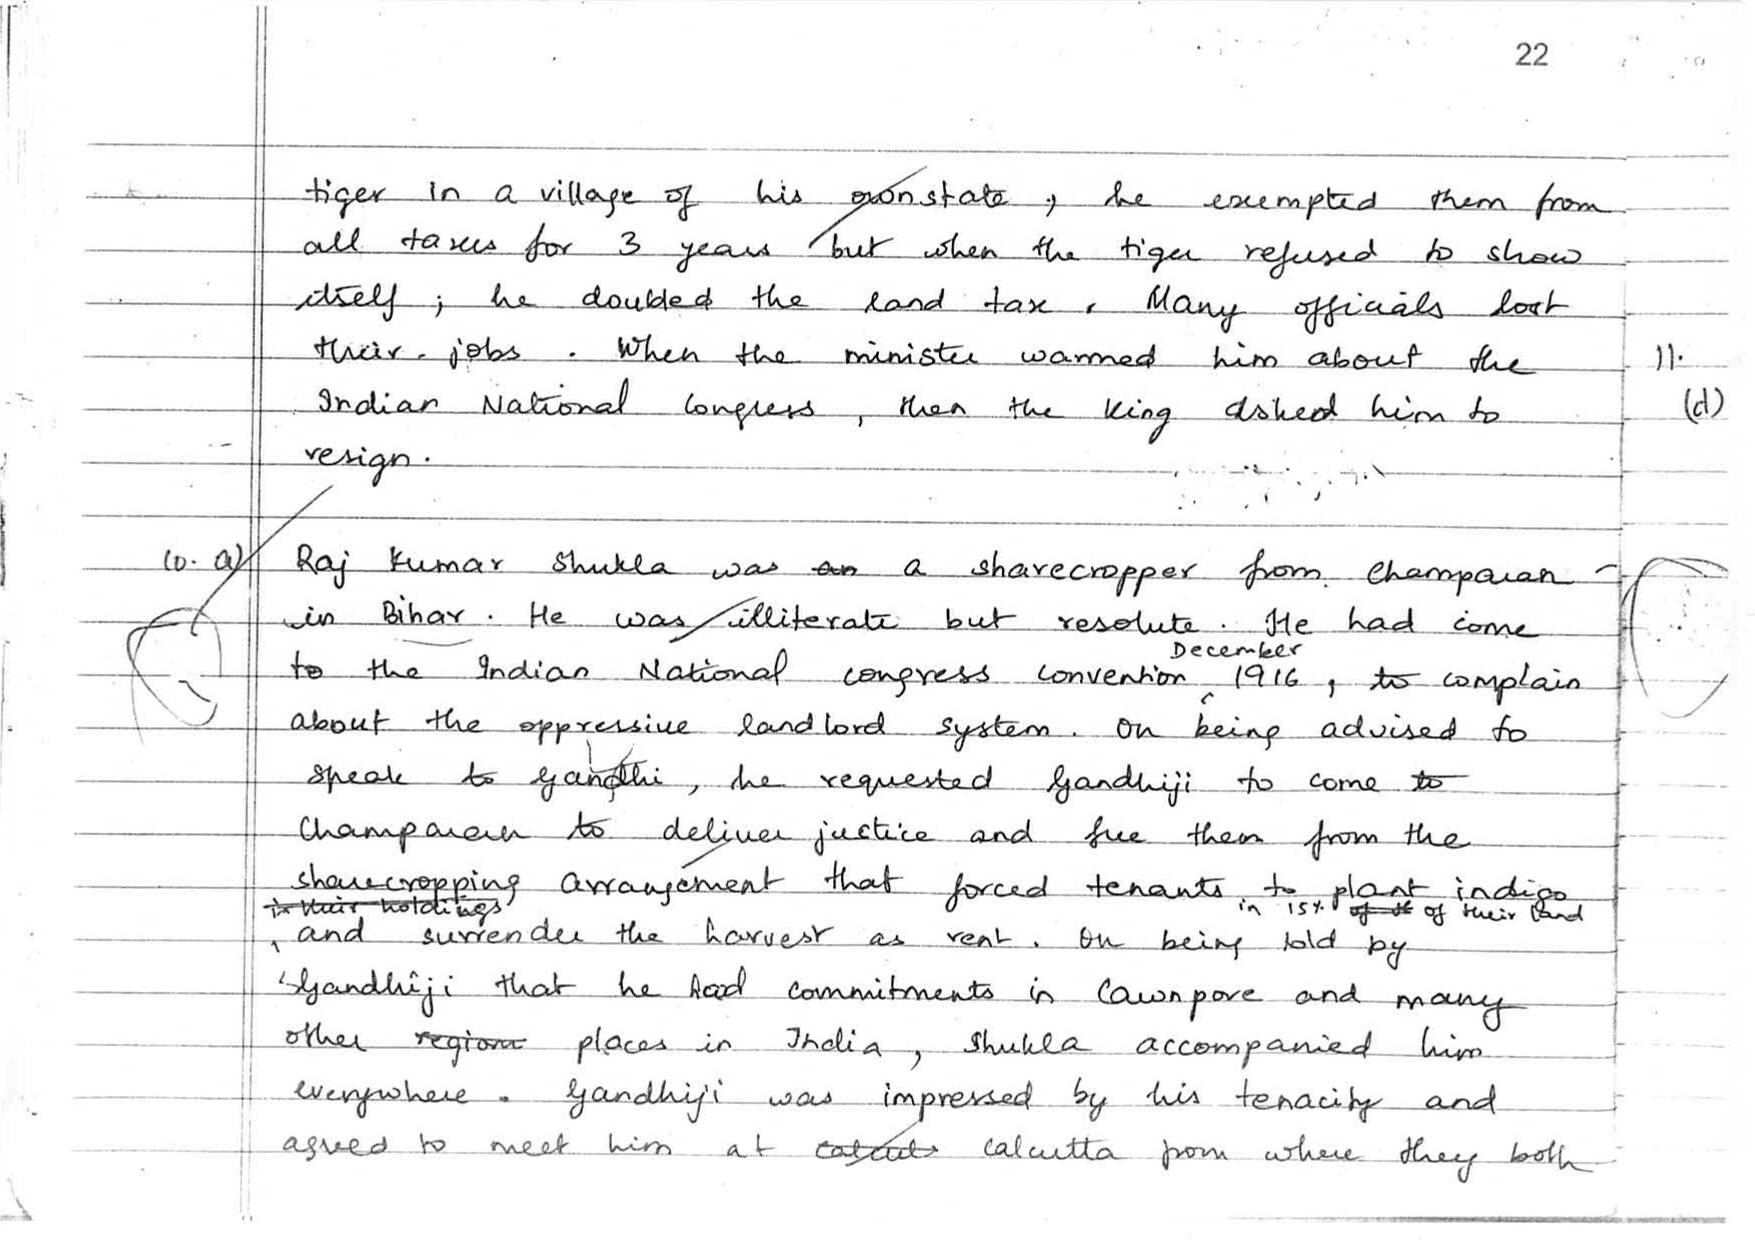 22
tiger in a village of his own state, he exempted them from
all taxes for 3 years but when the tiger refused to show
itself; he doubled the land tax. Many officials lost
their jobs. When the minister warned him about the
11.
Indian National Congress, then the king asked him to
(d)
resign.
10. a) Raj Kumar Shukla was an a sharecropper from Champaran
in Bihar. He was illiterate but resolute. He had come
December
to the Indian National congress convention 1916, to complain
about the oppressive landlord system. On being advised to
speak to Gandhi, he requested Gandhiji to come to
Champaran to deliver justice and free them from the
sharecropping arrangement that forced tenants to plant indigo
in their holdings in 15% of of their land
and surrender the harvest as rent. On being told by
Gandhiji that he had commitments in Cawnpore and many
other regions places in India, Shukla accompanied him
everywhere. Gandhiji was impressed by his tenacity and
agreed to meet him at calcutta from where they both